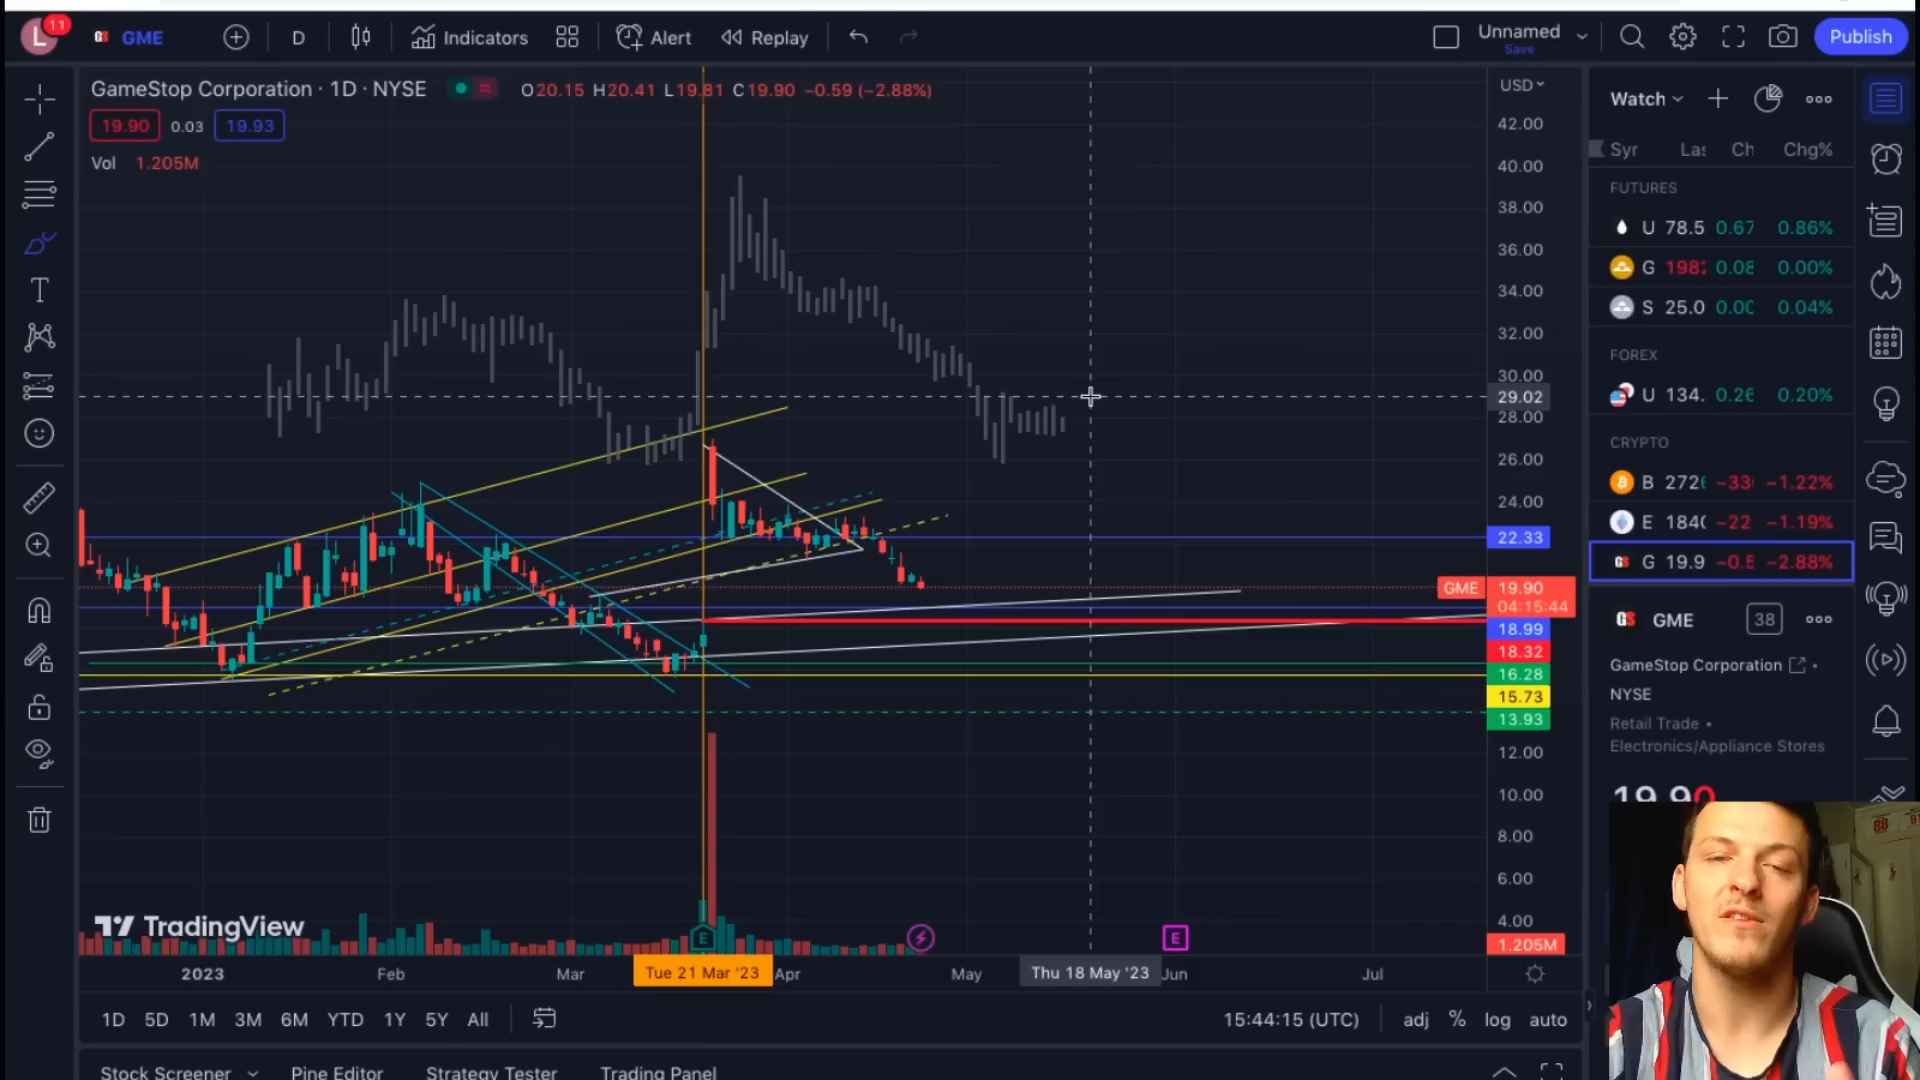 L 11 GME D Indicators Alert Replay Unnamed Save Publish
GameStop Corporation · 1D · NYSE O20.15 H20.41 L19.81 C19.90 −0.59 (−2.88%)
19.90 0.03 19.93
Vol 1.205M
USD
42.00
40.00
38.00
36.00
34.00
32.00
30.00
29.02
28.00
26.00
24.00
22.33
GME 19.90
04:15:44
18.99
18.32
16.28
15.73
13.93
12.00
10.00
8.00
6.00
4.00
1.205M
TradingView
E E
2023 Feb Mar Tue 21 Mar '23 Apr May Thu 18 May '23 Jun Jul
1D 5D 1M 3M 6M YTD 1Y 5Y All 15:44:15 (UTC) adj % log auto
Stock Screener Pine Editor Strategy Tester Trading Panel
Watch
Syr Las Ch Chg%
FUTURES
U 78.5 0.67 0.86%
G 1982 0.08 0.00%
S 25.0 0.00 0.04%
FOREX
U 134. 0.26 0.20%
CRYPTO
B 2726 −33 −1.22%
E 1840 −22 −1.19%
G 19.9 −0.5 −2.88%
GME 38
GameStop Corporation
NYSE
Retail Trade
Electronics/Appliance Stores
19.90